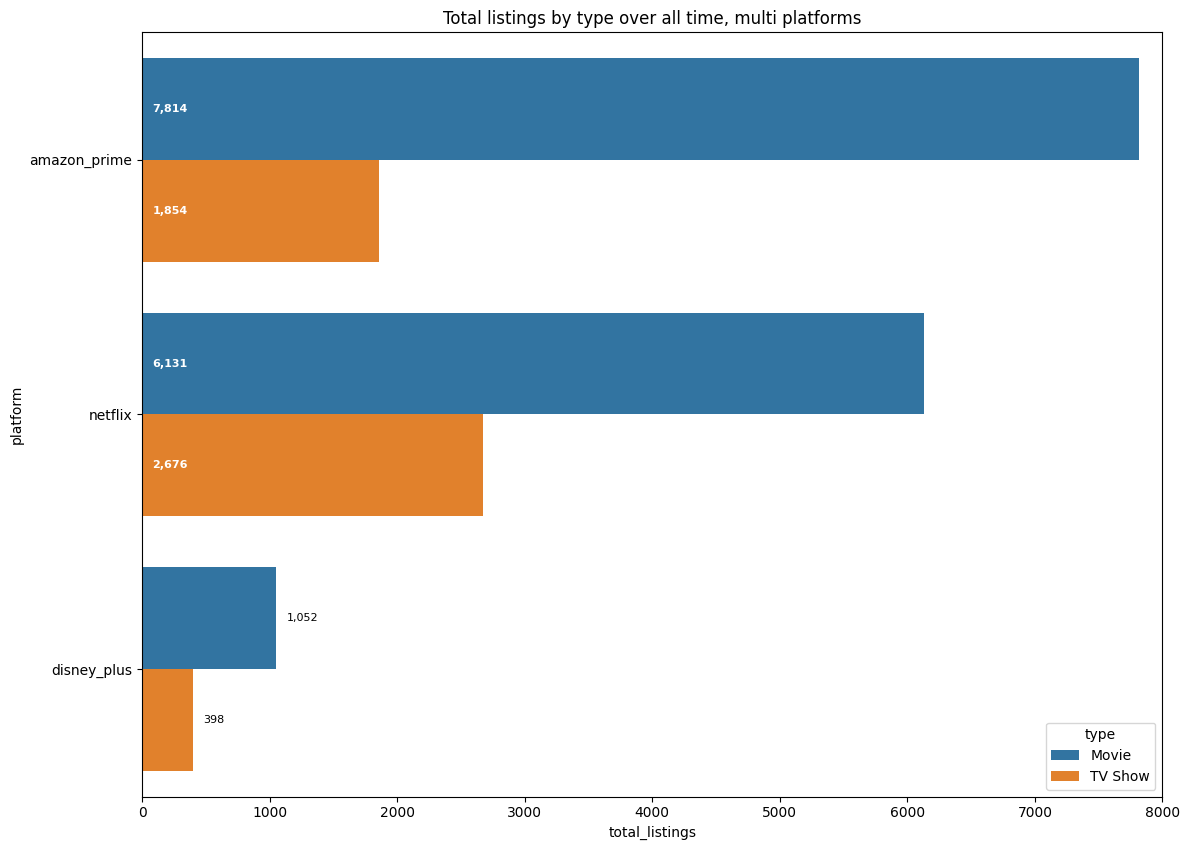 Total listings by type over all time, multi platforms
platform
amazon_prime
7,814
1,854
netflix
6,131
2,676
disney_plus
1,052
398
type
Movie
TV Show
0 1000 2000 3000 4000 5000 6000 7000 8000
total_listings